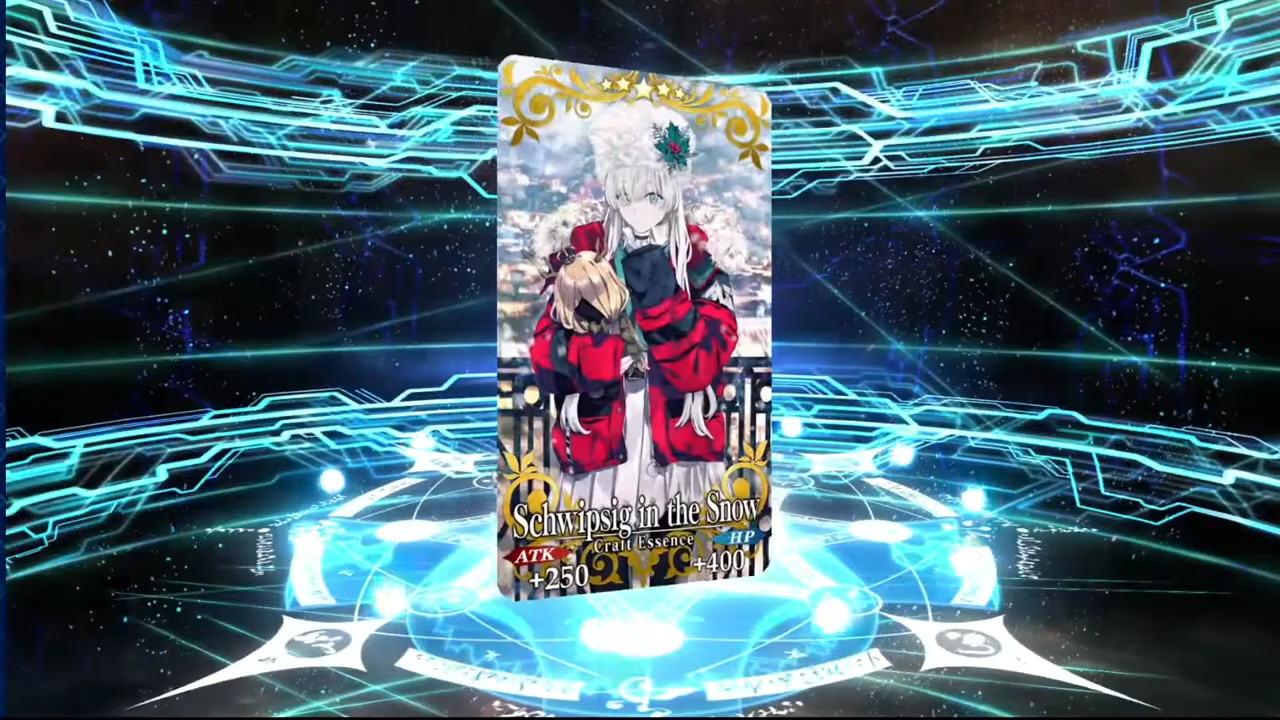 Schwipsig in the Snow
Craft Essence
ATK
HP
+250
+400